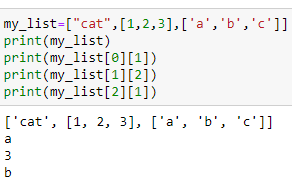 my_list=["cat",[1,2,3],['a','b','c']]
print(my_list)
print(my_list[0][1])
print(my_list[1][2])
print(my_list[2][1])
['cat', [1, 2, 3], ['a', 'b', 'c']]
a
3
b